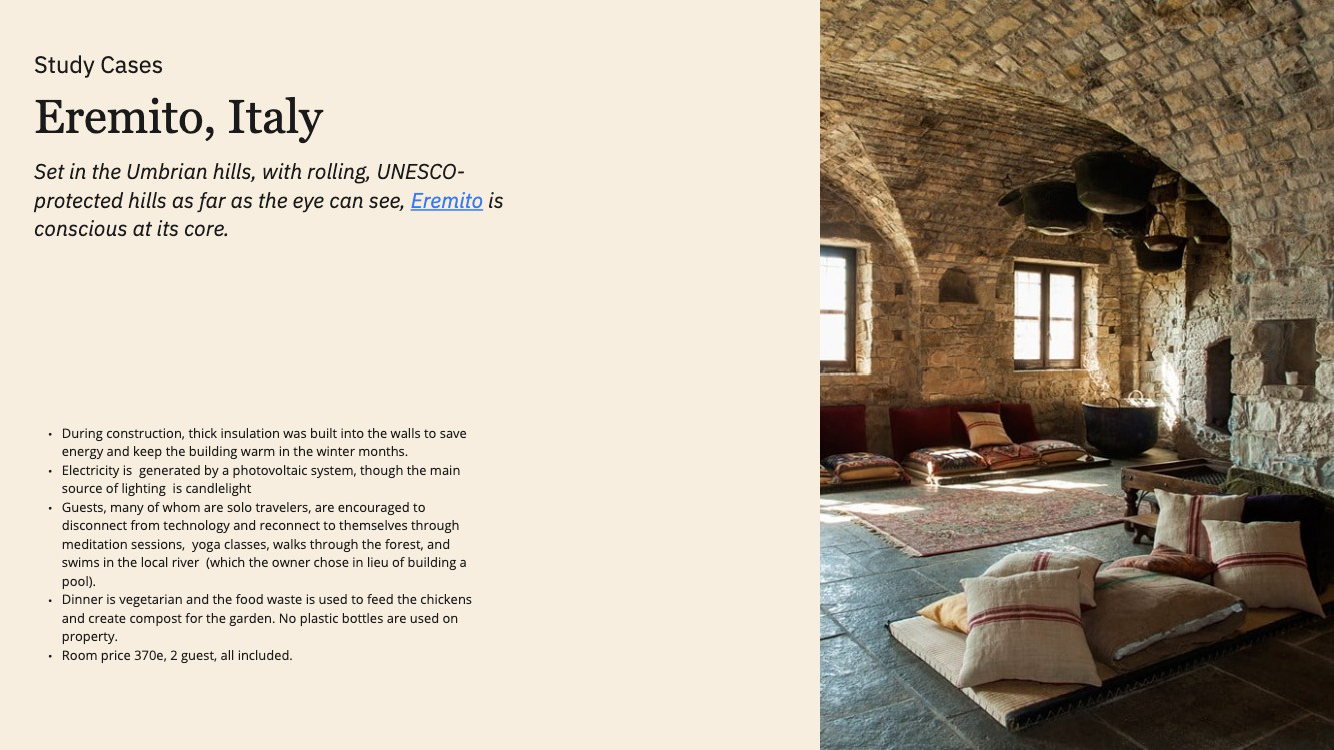 Study Cases
Eremito, Italy
Set in the Umbrian hills, with rolling, UNESCO-
protected hills as far as the eye can see, Eremito is
conscious at its core.
• During construction, thick insulation was built into the walls to save
energy and keep the building warm in the winter months.
• Electricity is  generated by a photovoltaic system, though the main
source of lighting  is candlelight
• Guests, many of whom are solo travelers, are encouraged to
disconnect from technology and reconnect to themselves through
meditation sessions,  yoga classes, walks through the forest, and
swims in the local river  (which the owner chose in lieu of building a
pool).
• Dinner is vegetarian and the food waste is used to feed the chickens
and create compost for the garden. No plastic bottles are used on
property.
• Room price 370e, 2 guest, all included.